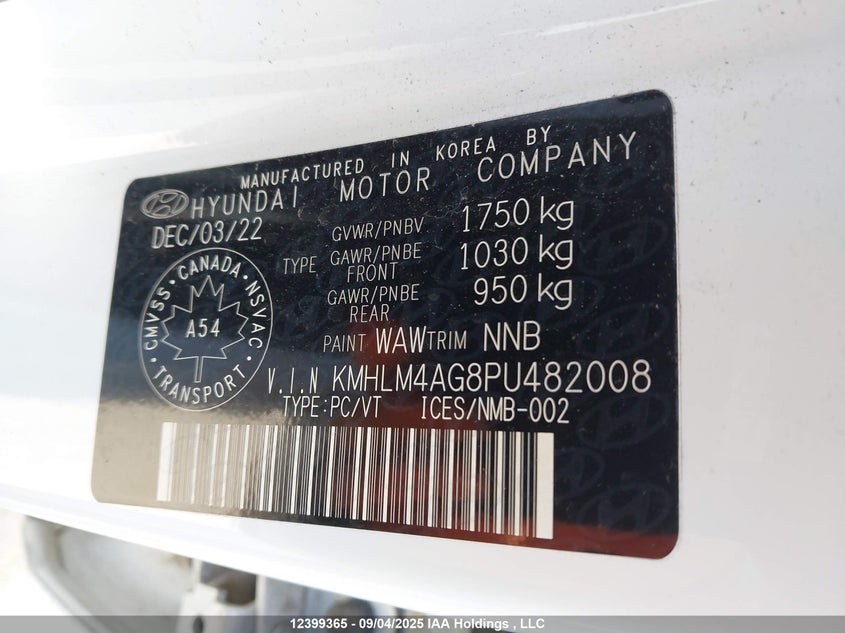 MANUFACTURED IN KOREA BY
HYUNDAI MOTOR COMPANY
DEC/03/22
GVWR/PNBV 1750 kg
TYPE GAWR/PNBE FRONT 1030 kg
GAWR/PNBE REAR 950 kg
CMVSS · CANADA · NSVAC
A54
· TRANSPORT ·
PAINT WAW TRIM NNB
V.I.N KMHLM4AG8PU482008
TYPE:PC/VT ICES/NMB-002
12399365 - 09/04/2025 IAA Holdings , LLC